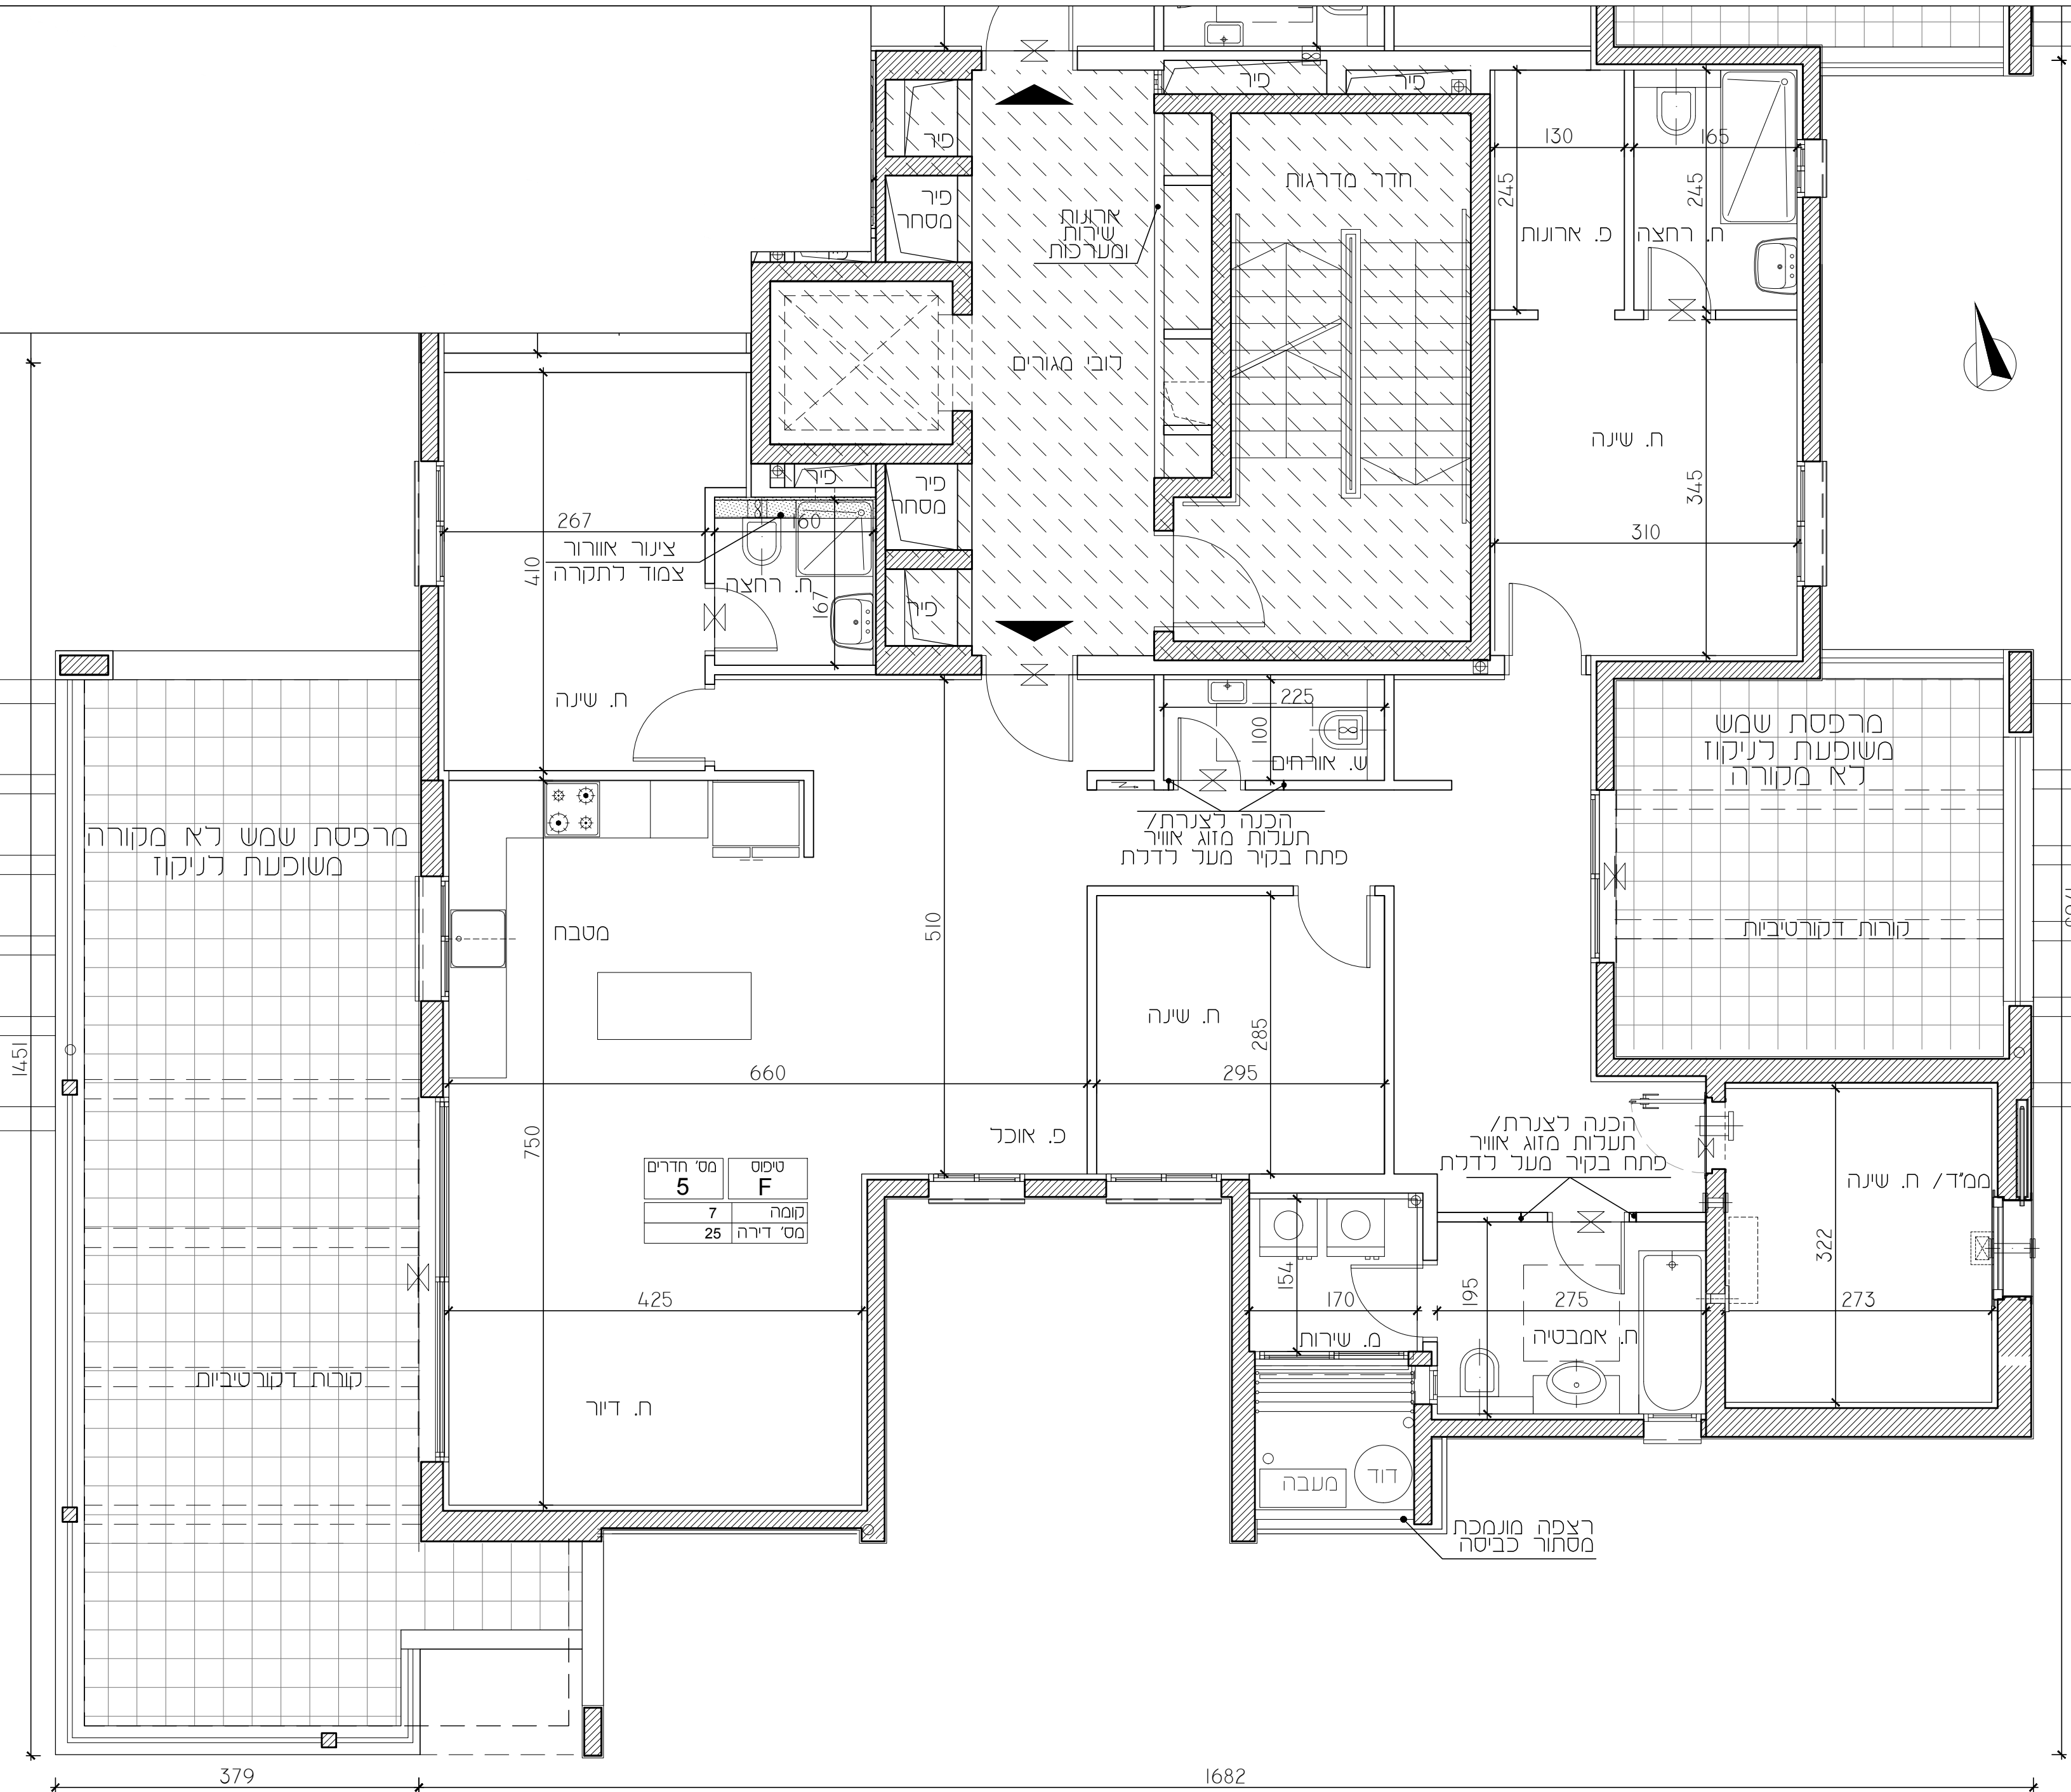 פיר
פיר
פיר
130
165
245
245
חדר מדרגות
פיר
מסחר
ארונות
שירות
ומערכות
פ. ארונות
ח. רחצה
פיר
לובי מגורים
ח. שינה
345
310
פיר
פיר
מסחר
267
160
צינור אוורור
צמוד לתקרה
410
ח. רחצה
167
פיר
ח. שינה
225
100
ש. אורחים
מרפסת שמש
משופעת לניקוז
לא מקורה
הכנה לצנרת/
תעלות מזוג אוויר
פתח בקיר מעל לדלת
מרפסת שמש לא מקורה
משופעת לניקוז
מטבח
510
קורות דקורטיביות
ח. שינה
285
1451
660
295
750
פ. אוכל
הכנה לצנרת/
תעלות מזוג אוויר
פתח בקיר מעל לדלת
טיפוס
F
מס' חדרים
5
קומה 7
מס' דירה 25
ממ"ד/ ח. שינה
322
154
195
425
170
275
273
מ. שירות
ח. אמבטיה
קורות דקורטיביות
ח. דיור
מעבה
דוד
רצפה מונמכת
מסתור כביסה
379
1682